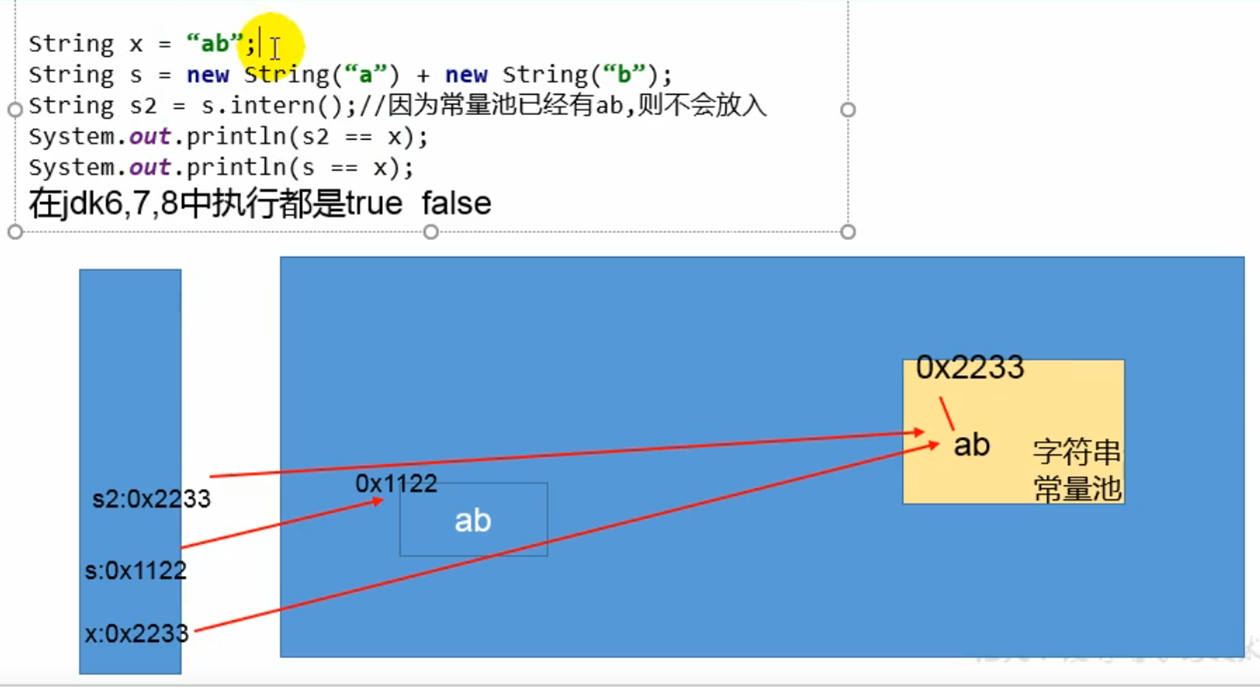 String x = “ab”;
String s = new String(“a”) + new String(“b”);
String s2 = s.intern();//因为常量池已经有ab,则不会放入
System.out.println(s2 == x);
System.out.println(s == x);
在jdk6,7,8中执行都是true false
0x2233
ab
字符串
常量池
0x1122
ab
s2:0x2233
s:0x1122
x:0x2233